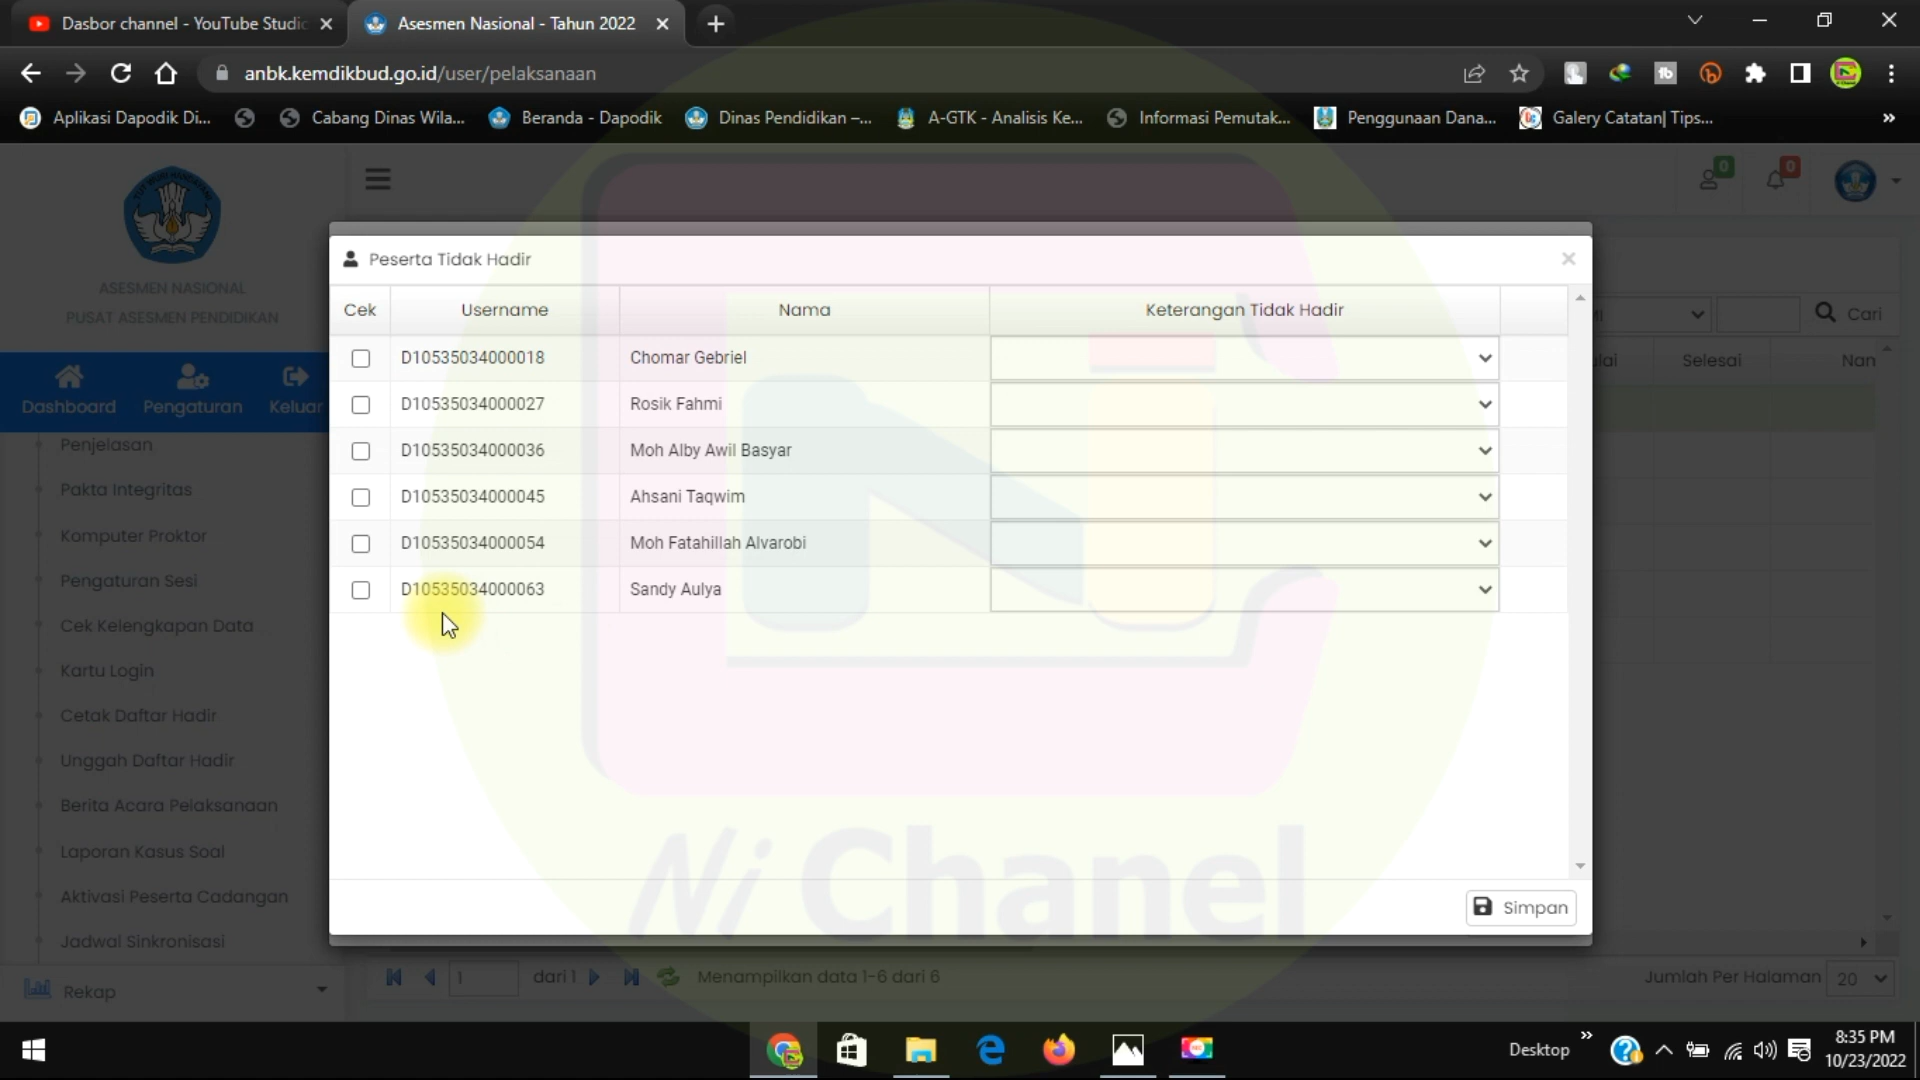 Dasbor channel - YouTube Studio
Asesmen Nasional - Tahun 2022
anbk.kemdikbud.go.id/user/pelaksanaan
Aplikasi Dapodik Di...
Cabang Dinas Wila...
Beranda - Dapodik
Dinas Pendidikan –...
A-GTK - Analisis Ke...
Informasi Pemutak...
Penggunaan Dana...
Galery Catatan| Tips...
»
ASESMEN NASIONAL
PUSAT ASESMEN PENDIDIKAN
0
0
Dashboard
Pengaturan
Keluar
Penjelasan
Pakta Integritas
Komputer Proktor
Pengaturan Sesi
Cek Kelengkapan Data
Kartu Login
Cetak Daftar Hadir
Unggah Daftar Hadir
Berita Acara Pelaksanaan
Laporan Kasus Soal
Aktivasi Peserta Cadangan
Jadwal Sinkronisasi
Rekap
Peserta Tidak Hadir
Cek Username Nama Keterangan Tidak Hadir
D10535034000018 Chomar Gebriel
D10535034000027 Rosik Fahmi
D10535034000036 Moh Alby Awil Basyar
D10535034000045 Ahsani Taqwim
D10535034000054 Moh Fatahillah Alvarobi
D10535034000063 Sandy Aulya
Simpan
Cari
Selesai
Nan
Ni Chanel
1 dari 1
Menampilkan data 1-6 dari 6
Jumlah Per Halaman 20
Desktop »
8:35 PM
10/23/2022